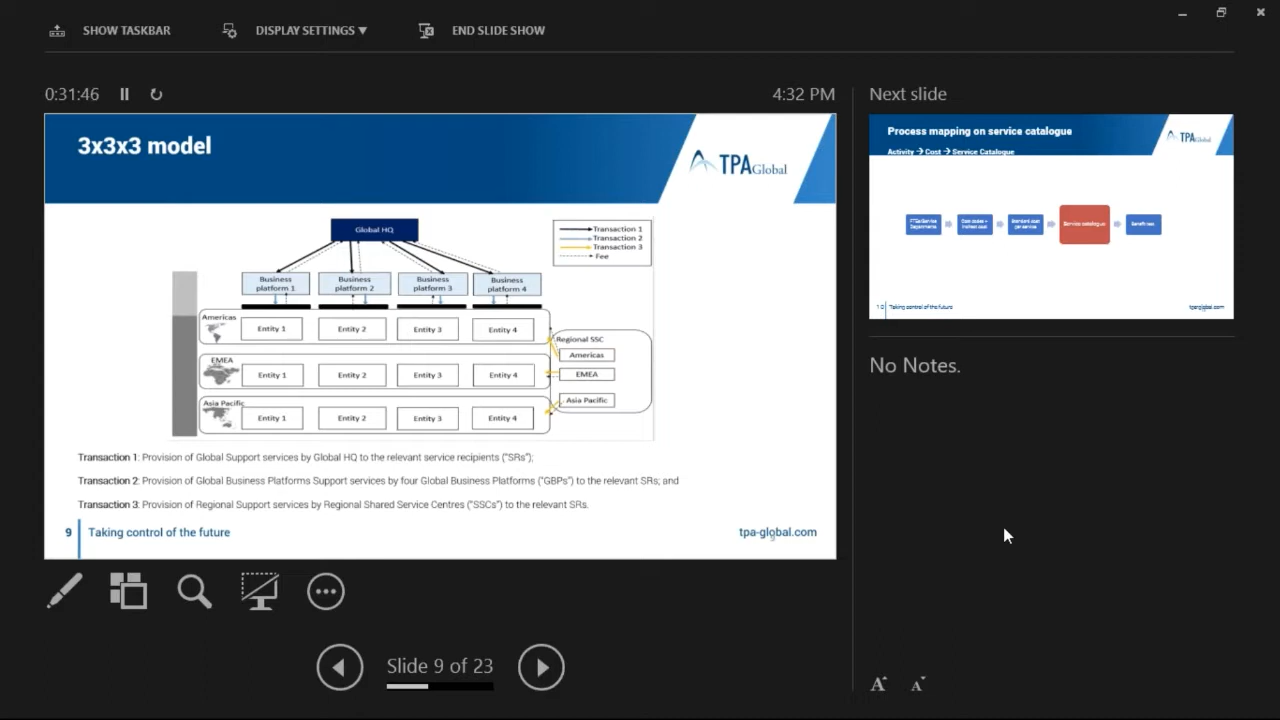 SHOW TASKBAR
DISPLAY SETTINGS ▼
END SLIDE SHOW
0:31:46
4:32 PM
3x3x3 model
TPAGlobal
Global HQ
Transaction 1
Transaction 2
Transaction 3
Fee
Business platform 1
Business platform 2
Business platform 3
Business platform 4
Americas
Entity 1
Entity 2
Entity 3
Entity 4
EMEA
Entity 1
Entity 2
Entity 3
Entity 4
Asia Pacific
Entity 1
Entity 2
Entity 3
Entity 4
Regional SSC
Americas
EMEA
Asia Pacific
Transaction 1: Provision of Global Support services by Global HQ to the relevant service recipients ("SRs");
Transaction 2: Provision of Global Business Platforms Support services by four Global Business Platforms ("GBPs") to the relevant SRs; and
Transaction 3: Provision of Regional Support services by Regional Shared Service Centres ("SSCs") to the relevant SRs.
9
Taking control of the future
tpa-global.com
Slide 9 of 23
Next slide
Process mapping on service catalogue
Activity → Cost → Service Catalogue
TPAGlobal
Service catalogue
Taking control of the future
tpa-global.com
No Notes.
A
A